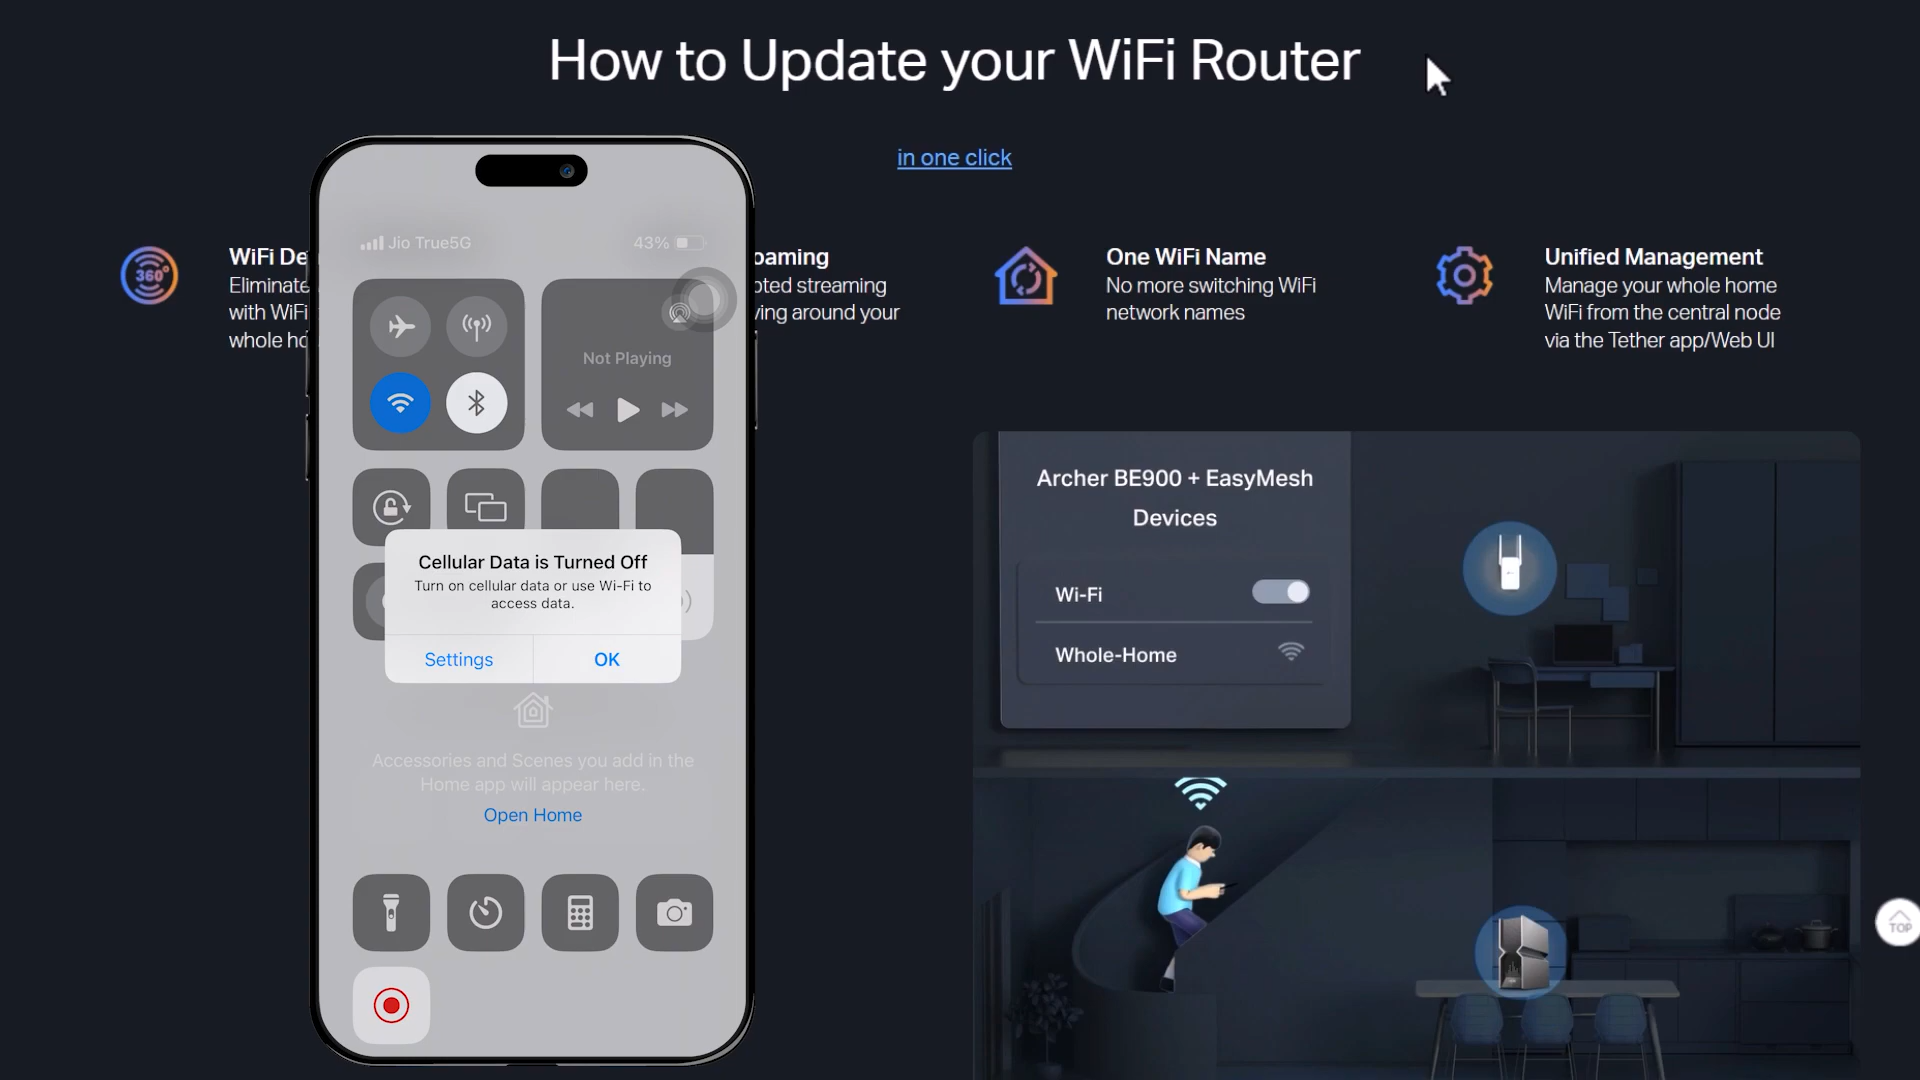 How to Update your WiFi Router
in one click
360°
WiFi De
Eliminate
with WiFi
whole ho
oaming
pted streaming
ving around your
One WiFi Name
No more switching WiFi
network names
Unified Management
Manage your whole home
WiFi from the central node
via the Tether app/Web UI
Jio True5G
43%
Not Playing
Cellular Data is Turned Off
Turn on cellular data or use Wi-Fi to
access data.
Settings
OK
Accessories and Scenes you add in the
Home app will appear here.
Open Home
Archer BE900 + EasyMesh
Devices
Wi-Fi
Whole-Home
TOP